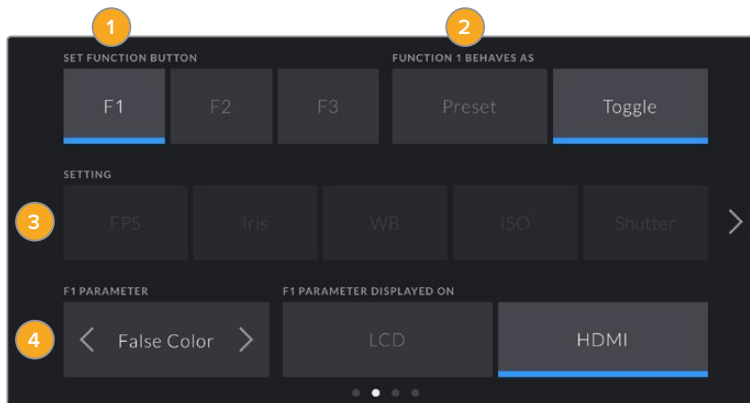 1
2
SET FUNCTION BUTTON
FUNCTION 1 BEHAVES AS
F1
F2
F3
Preset
Toggle
SETTING
3
FPS
Iris
WB
ISO
Shutter
F1 PARAMETER
F1 PARAMETER DISPLAYED ON
4
False Color
LCD
HDMI